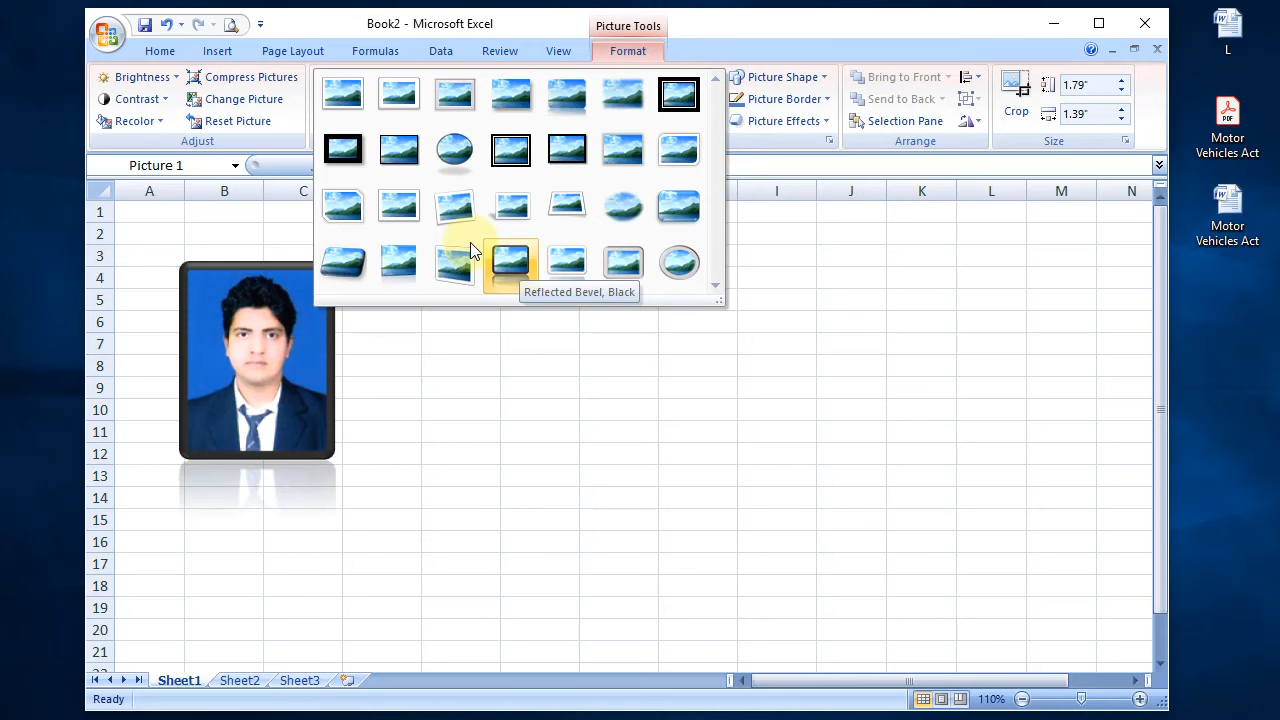 Book2 - Microsoft Excel
Picture Tools
Home Insert Page Layout Formulas Data Review View Format
Brightness
Compress Pictures
Contrast
Change Picture
Recolor
Reset Picture
Adjust
Picture Shape
Picture Border
Picture Effects
Bring to Front
Send to Back
Selection Pane
Arrange
Crop
1.79"
1.39"
Size
Picture 1
A B C I J K L M N
1
2
3
4
5
6
7
8
9
10
11
12
13
14
15
16
17
18
19
20
21
Reflected Bevel, Black
Sheet1 Sheet2 Sheet3
Ready
110%
L
PDF
Motor
Vehicles Act
Motor
Vehicles Act